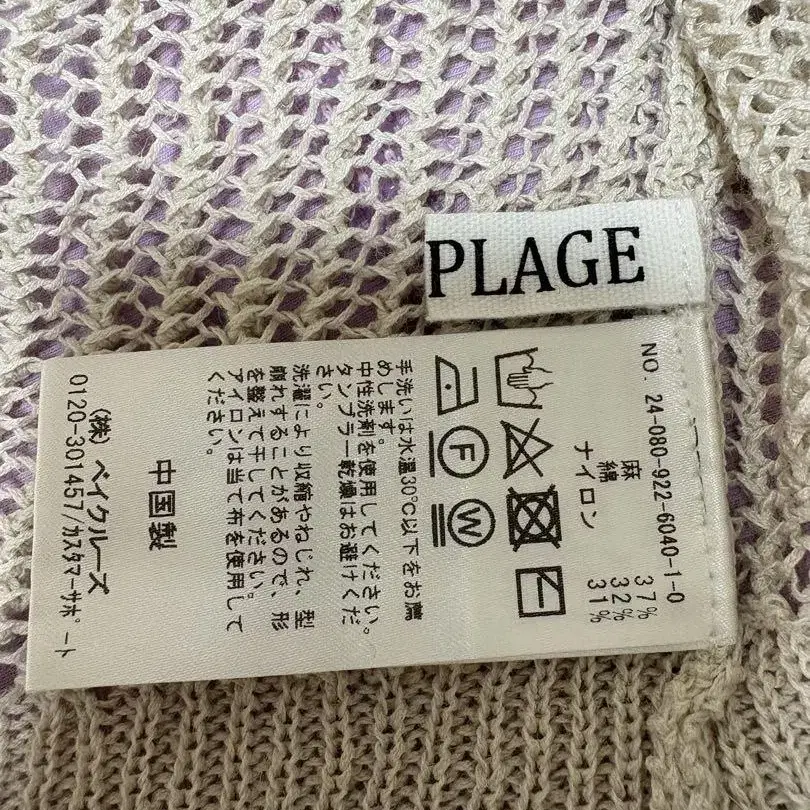 PLAGE
NO. 24-080-922-6040-1-0
麻 37%
綿 32%
ナイロン 31%
F
W
手洗いは水温30℃以下をお薦
めします。
中性洗剤を使用してください。
タンブラー乾燥はお避けくだ
さい。
洗濯により収縮やねじれ、型
崩れすることがあるので、形
を整えて干してください。
アイロンは当て布を使用して
ください。
中国製
(株) ベイクルーズ
0120-301457/カスタマーサポート